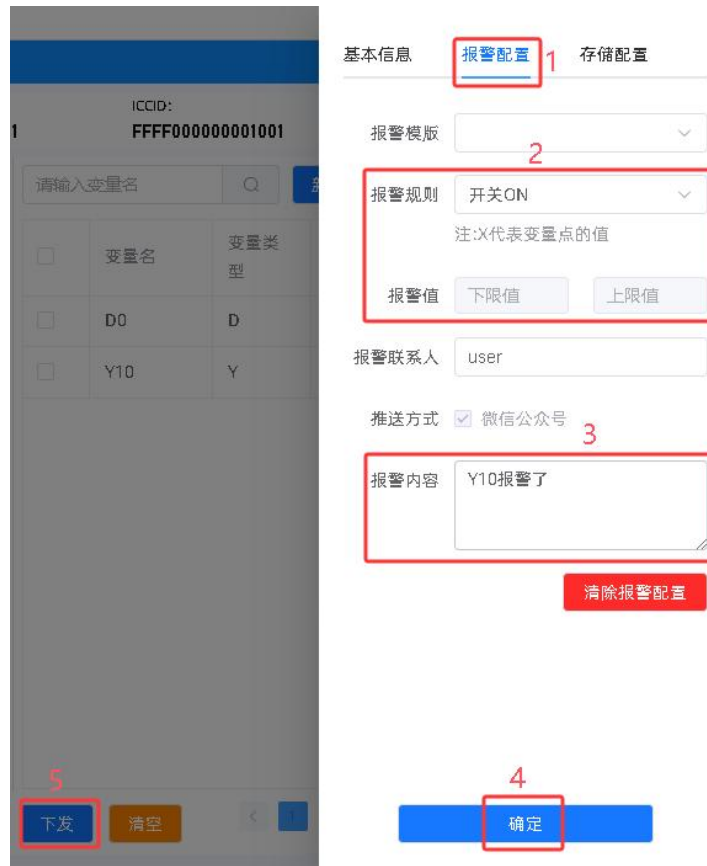 基本信息 报警配置 1 存储配置
ICCID:
1 FFFF000000001001
报警模版
2
请输入变量名
报警规则 开关ON
注:X代表变量点的值
变量名 变量类型
报警值 下限值 上限值
D0 D
报警联系人 user
Y10 Y
推送方式 微信公众号
3
报警内容 Y10报警了
清除报警配置
5 4
下发 清空 < 1 确定